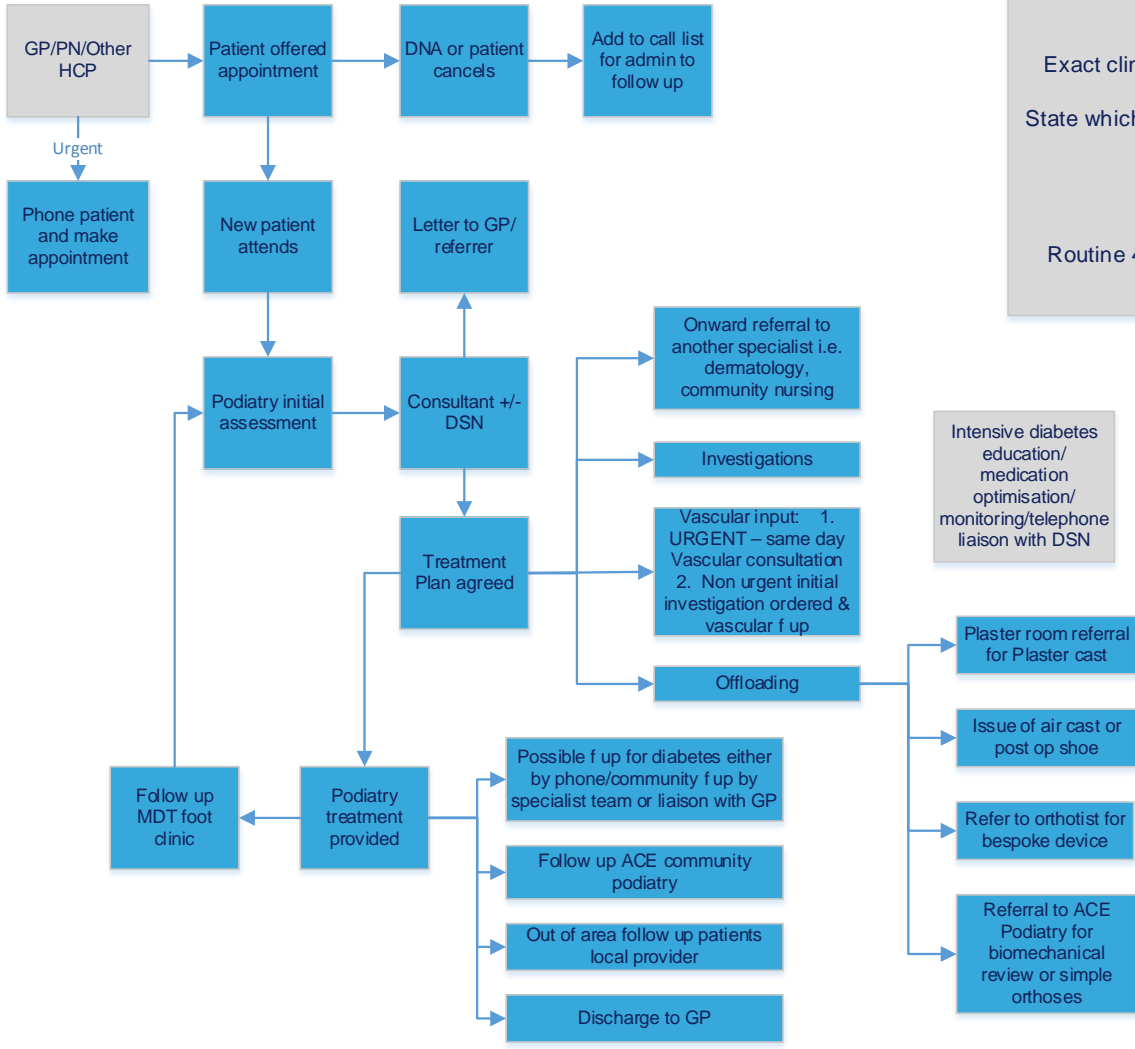 GP/PN/Other
HCP
Patient offered
appointment
DNA or patient
cancels
Add to call list
for admin to
follow up
Exact
State
Routine
Urgent
Phone patient
and make
appointment
New patient
attends
Letter to GP/
referrer
Podiatry initial
assessment
Consultant +/-
DSN
Onward referral to
another specialist i.e.
dermatology,
community nursing
Investigations
Intensive diabetes
education/
medication
optimisation/
monitoring/telephone
liaison with DSN
Treatment
Plan agreed
Vascular input: 1.
URGENT – same day
Vascular consultation
2. Non urgent initial
investigation ordered &
vascular f up
Offloading
Plaster room referral
for Plaster cast
Issue of air cast or
post op shoe
Refer to orthotist for
bespoke device
Referral to ACE
Podiatry for
biomechanical
review or simple
orthoses
Follow up
MDT foot
clinic
Podiatry
treatment
provided
Possible f up for diabetes either
by phone/community f up by
specialist team or liaison with GP
Follow up ACE community
podiatry
Out of area follow up patients
local provider
Discharge to GP